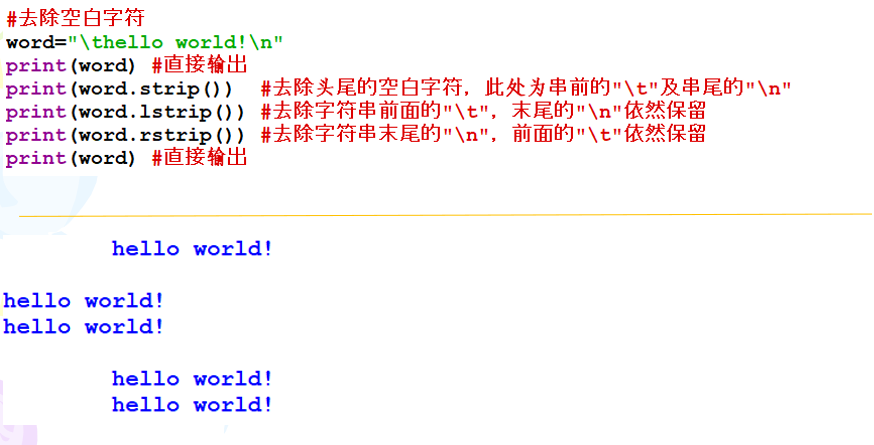 #去除空白字符
word="\thello world!\n"
print(word) #直接输出
print(word.strip())  #去除头尾的空白字符，此处为串前的"\t"及串尾的"\n"
print(word.lstrip()) #去除字符串前面的"\t"，末尾的"\n"依然保留
print(word.rstrip()) #去除字符串末尾的"\n"，前面的"\t"依然保留
print(word) #直接输出
hello world!
hello world!
hello world!
hello world!
hello world!